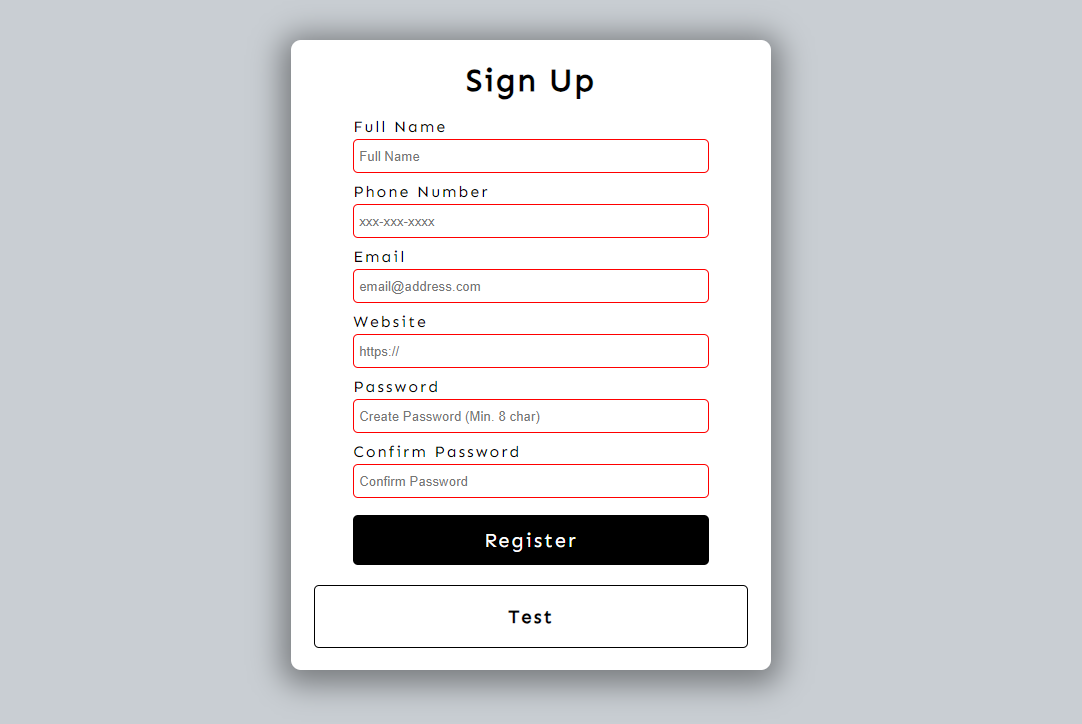 Sign Up
Full Name
Full Name
Phone Number
xxx-xxx-xxxx
Email
email@address.com
Website
https://
Password
Create Password (Min. 8 char)
Confirm Password
Confirm Password
Register
Test